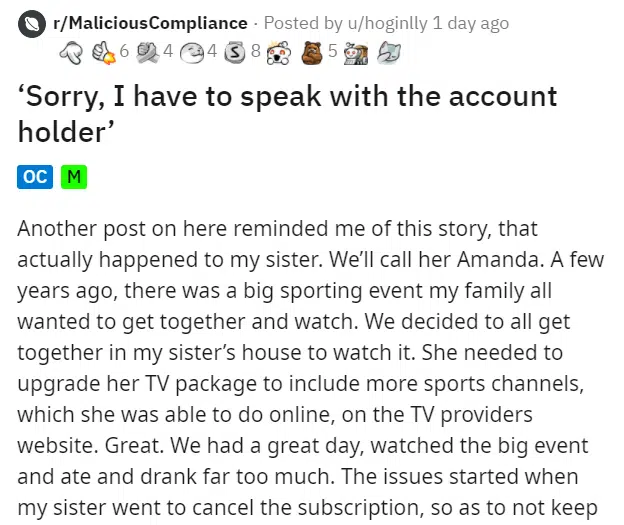 r/MaliciousCompliance · Posted by u/hoginlly 1 day ago
6 4 4 S 8 5
‘Sorry, I have to speak with the account
holder’
OC M
Another post on here reminded me of this story, that
actually happened to my sister. We’ll call her Amanda. A few
years ago, there was a big sporting event my family all
wanted to get together and watch. We decided to all get
together in my sister’s house to watch it. She needed to
upgrade her TV package to include more sports channels,
which she was able to do online, on the TV providers
website. Great. We had a great day, watched the big event
and ate and drank far too much. The issues started when
my sister went to cancel the subscription, so as to not keep